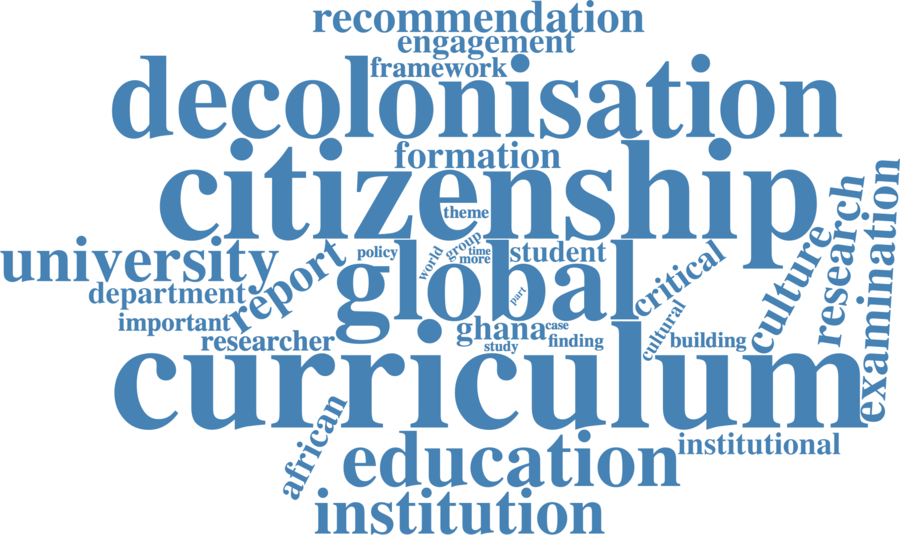 recommendation
engagement
framework
decolonisation
formation
citizenship
theme
university
policy
world
group
time
more
student
global
part
report
department
important
researcher
critical
culture
research
examination
ghana
case
study
finding
cultural
building
curriculum
african
education
institutional
institution